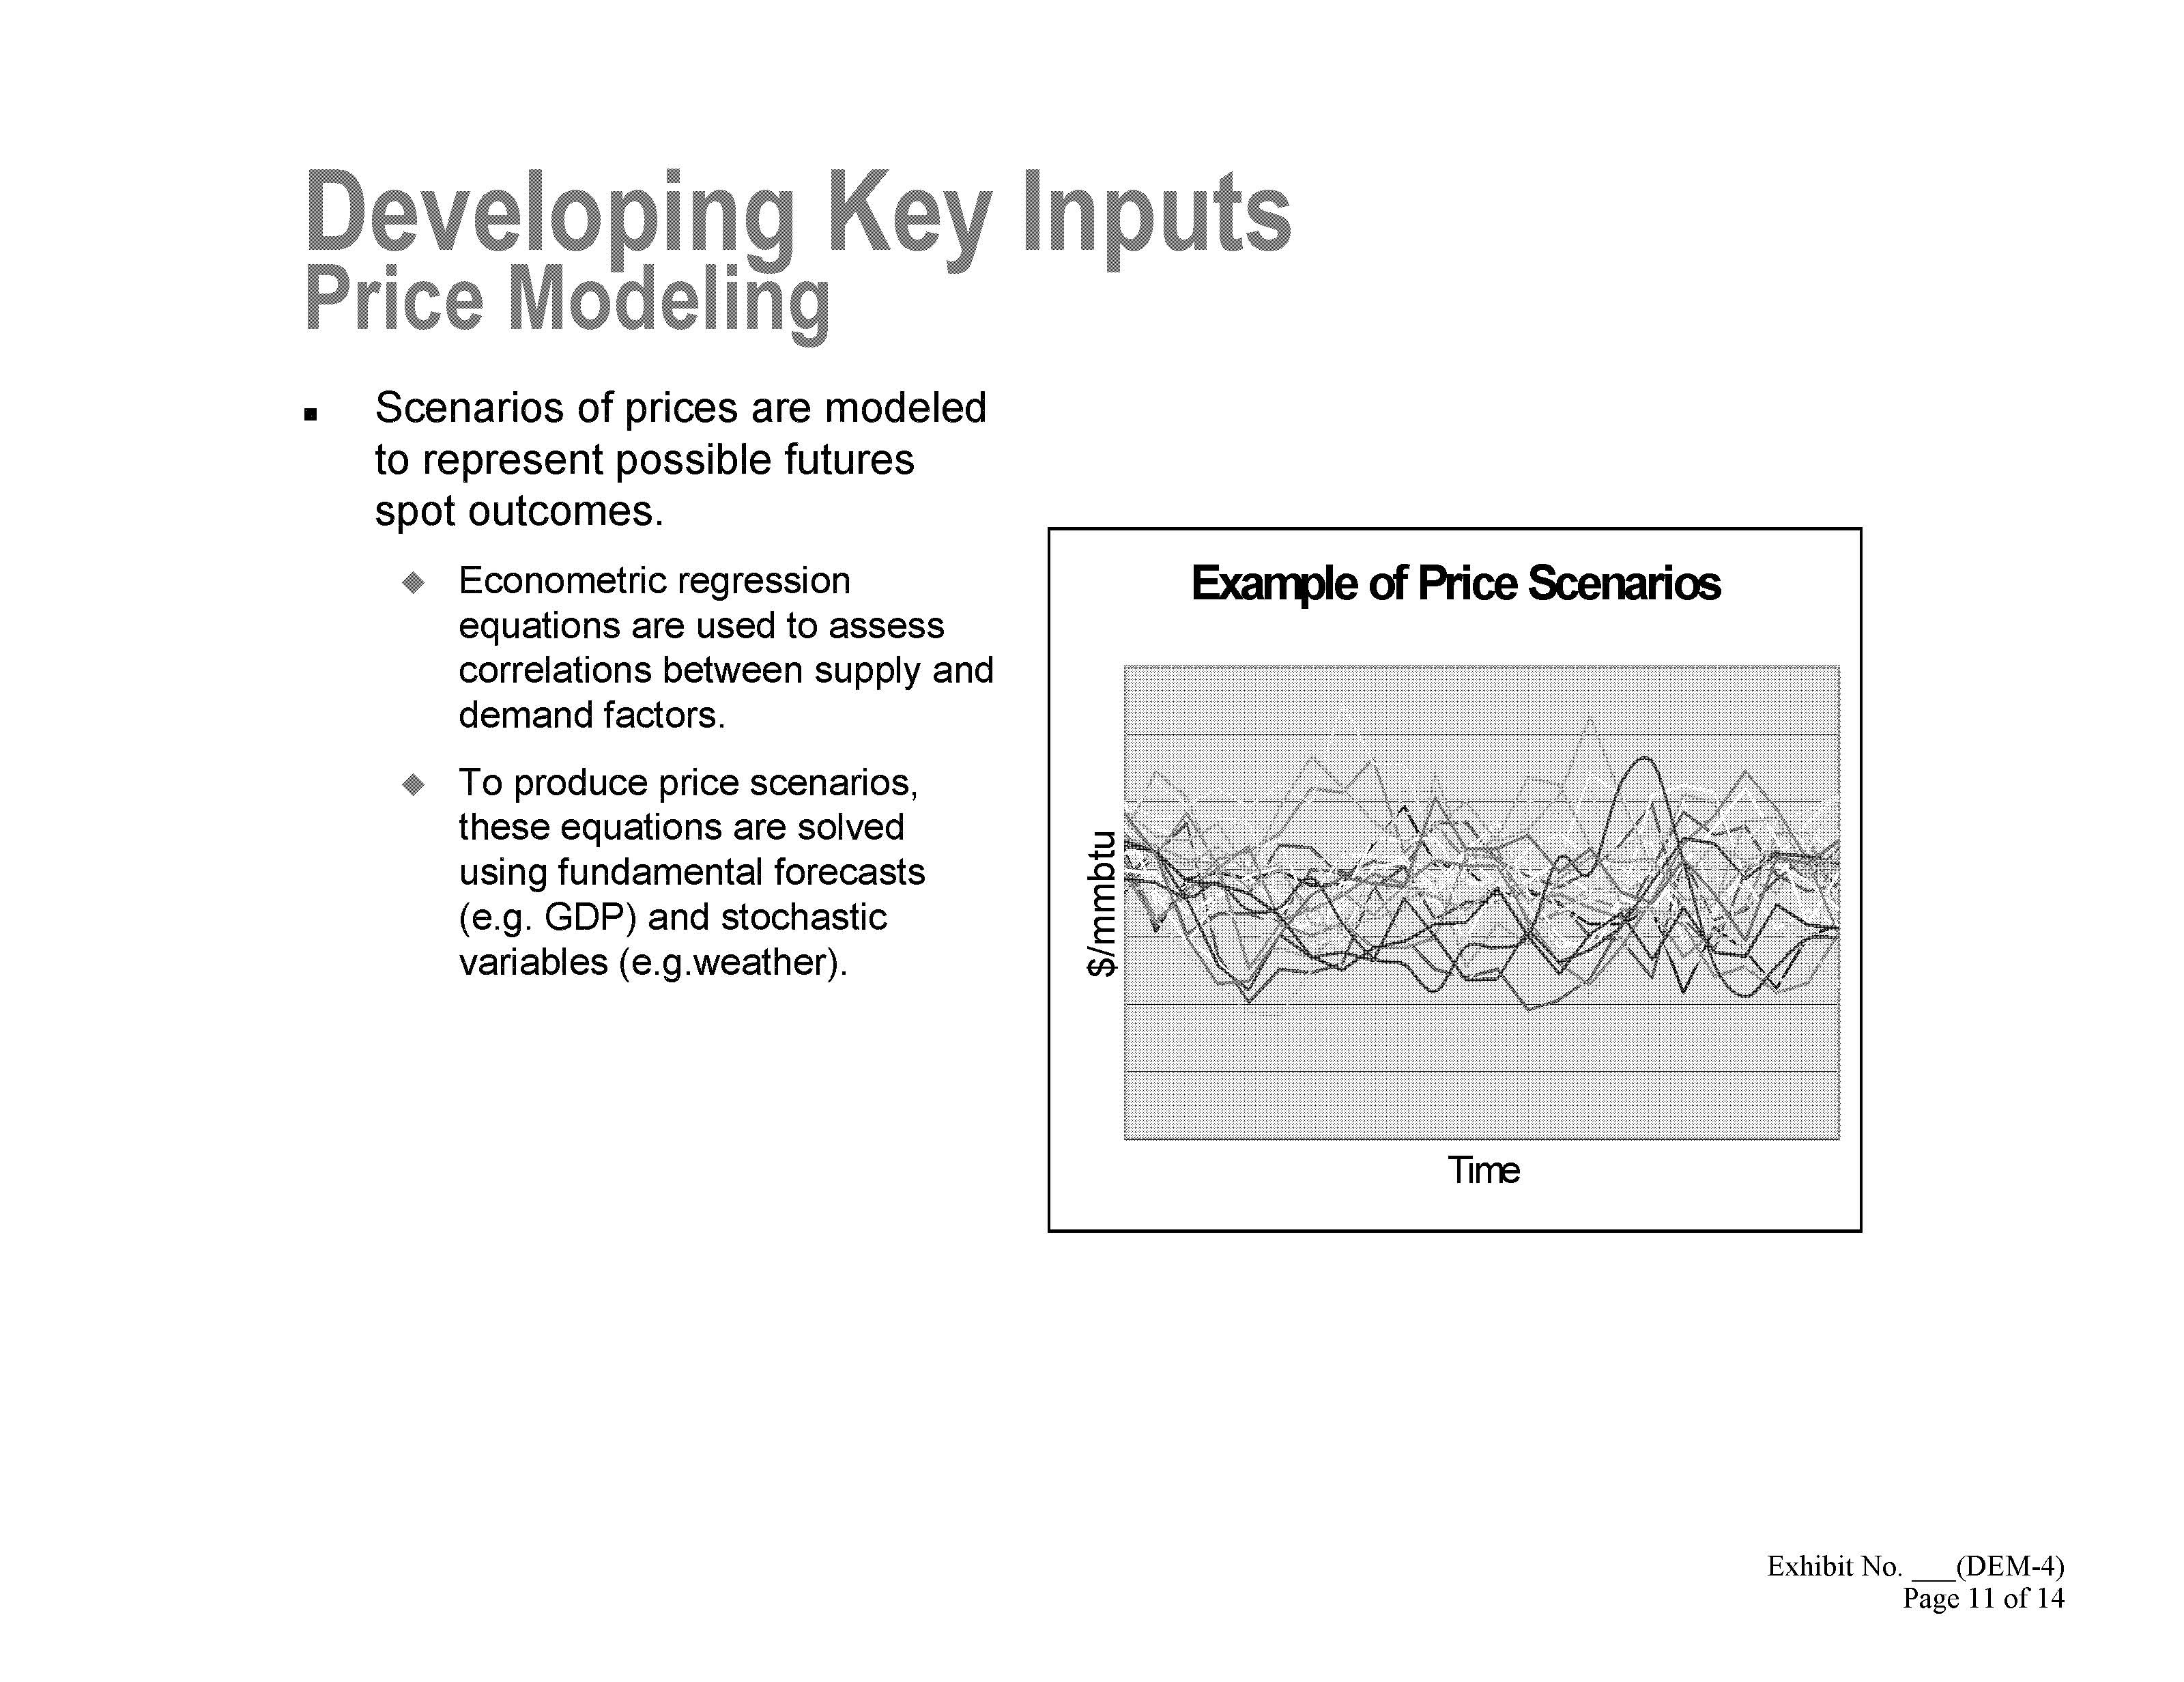 Developing Key Inputs
Price Modeling
■ Scenarios of prices are modeled
to represent possible futures
spot outcomes.
◆ Econometric regression
equations are used to assess
correlations between supply and
demand factors.
◆ To produce price scenarios,
these equations are solved
using fundamental forecasts
(e.g. GDP) and stochastic
variables (e.g.weather).
Example of Price Scenarios
$/mmbtu
Time
Exhibit No. ___(DEM-4)
Page 11 of 14